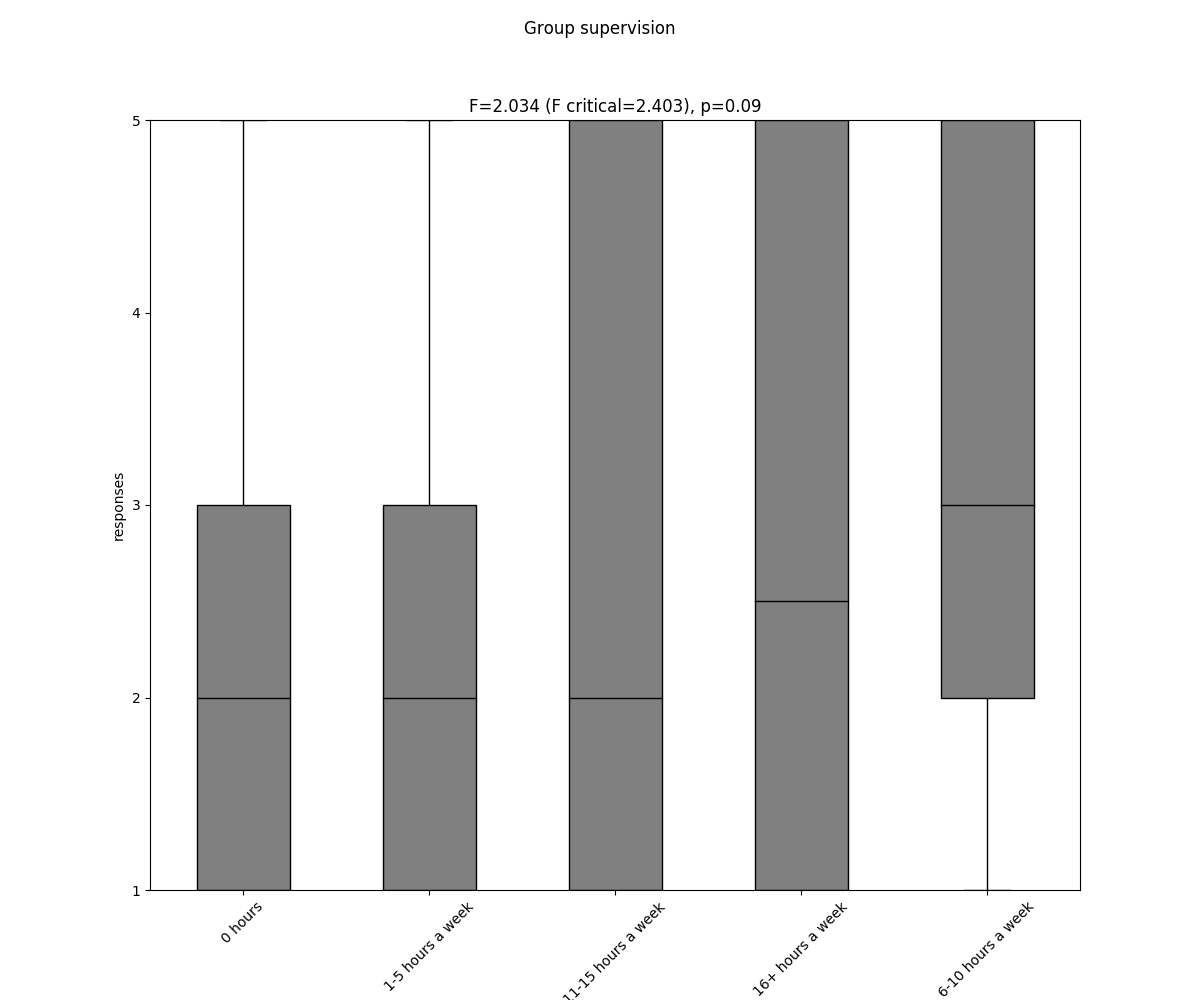 Group supervision
F=2.034 (F critical=2.403), p=0.09
5
4
3
2
1
responses
0 hours
1-5 hours a week
11-15 hours a week
16+ hours a week
6-10 hours a week